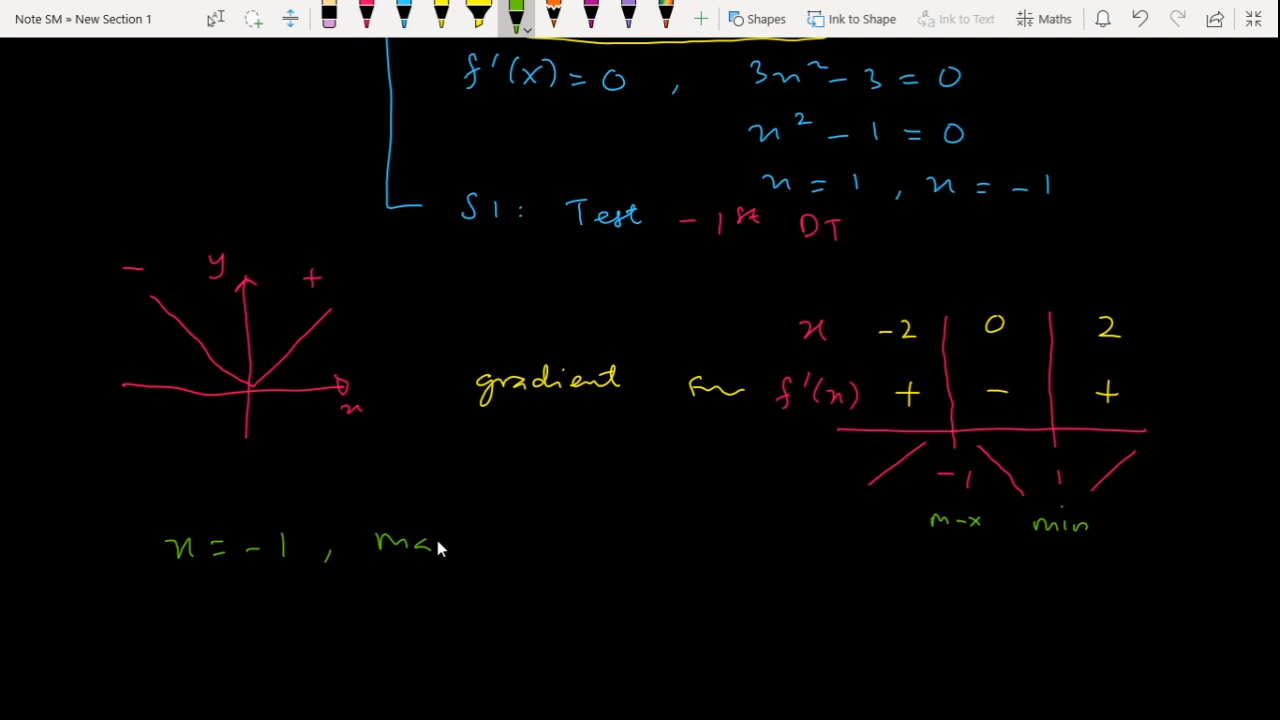 Note SM » New Section 1
Shapes Ink to Shape Ink to Text Maths
f'(x) = 0 , 3x² - 3 = 0
x² - 1 = 0
x = 1 , x = -1
S1: Test - 1st DT
- y +
x
x -2 0 2
gradient fn f'(x) + - +
-1 1
max min
x = -1 , ma